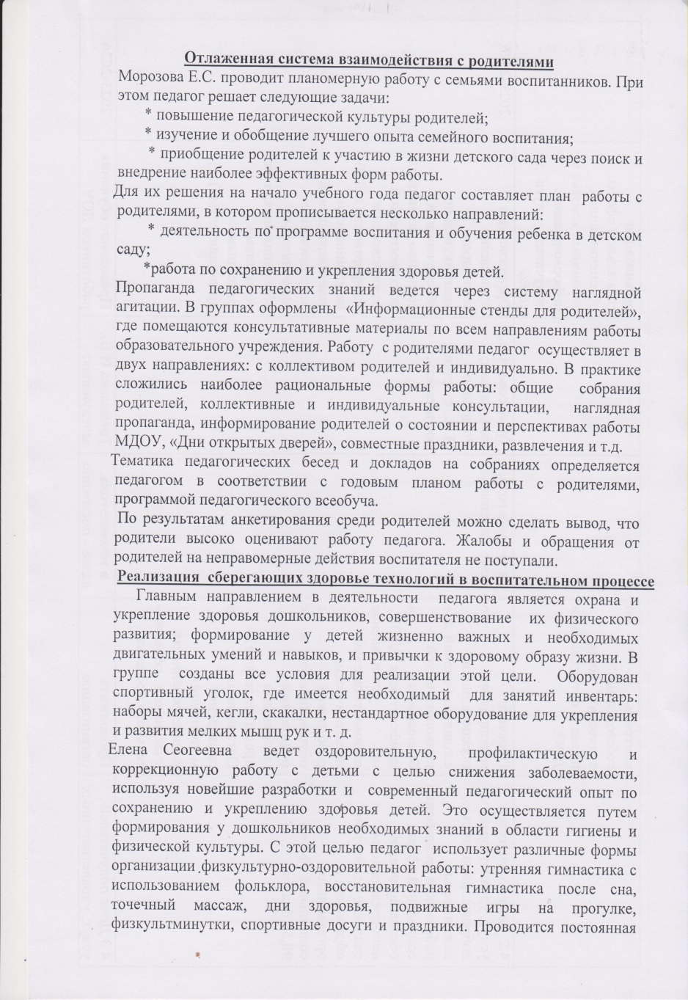 Отлаженная система взаимодействия с родителями
Морозова Е.С. проводит планомерную работу с семьями воспитанников. При
этом педагог решает следующие задачи:
* повышение педагогической культуры родителей;
* изучение и обобщение лучшего опыта семейного воспитания;
* приобщение родителей к участию в жизни детского сада через поиск и
внедрение наиболее эффективных форм работы.
Для их решения на начало учебного года педагог составляет план работы с
родителями, в котором прописывается несколько направлений:
* деятельность по программе воспитания и обучения ребенка в детском
саду;
*работа по сохранению и укрепления здоровья детей.
Пропаганда педагогических знаний ведется через систему наглядной
агитации. В группах оформлены «Информационные стенды для родителей»,
где помещаются консультативные материалы по всем направлениям работы
образовательного учреждения. Работу с родителями педагог осуществляет в
двух направлениях: с коллективом родителей и индивидуально. В практике
сложились наиболее рациональные формы работы: общие собрания
родителей, коллективные и индивидуальные консультации, наглядная
пропаганда, информирование родителей о состоянии и перспективах работы
МДОУ, «Дни открытых дверей», совместные праздники, развлечения и т.д.
Тематика педагогических бесед и докладов на собраниях определяется
педагогом в соответствии с годовым планом работы с родителями,
программой педагогического всеобуча.
По результатам анкетирования среди родителей можно сделать вывод, что
родители высоко оценивают работу педагога. Жалобы и обращения от
родителей на неправомерные действия воспитателя не поступали.
Реализация сберегающих здоровье технологий в воспитательном процессе
Главным направлением в деятельности педагога является охрана и
укрепление здоровья дошкольников, совершенствование их физического
развития; формирование у детей жизненно важных и необходимых
двигательных умений и навыков, и привычки к здоровому образу жизни. В
группе созданы все условия для реализации этой цели. Оборудован
спортивный уголок, где имеется необходимый для занятий инвентарь:
наборы мячей, кегли, скакалки, нестандартное оборудование для укрепления
и развития мелких мышц рук и т. д.
Елена Сеогеевна ведет оздоровительную, профилактическую и
коррекционную работу с детьми с целью снижения заболеваемости,
используя новейшие разработки и современный педагогический опыт по
сохранению и укреплению здоровья детей. Это осуществляется путем
формирования у дошкольников необходимых знаний в области гигиены и
физической культуры. С этой целью педагог использует различные формы
организации физкультурно-оздоровительной работы: утренняя гимнастика с
использованием фольклора, восстановительная гимнастика после сна,
точечный массаж, дни здоровья, подвижные игры на прогулке,
физкультминутки, спортивные досуги и праздники. Проводится постоянная